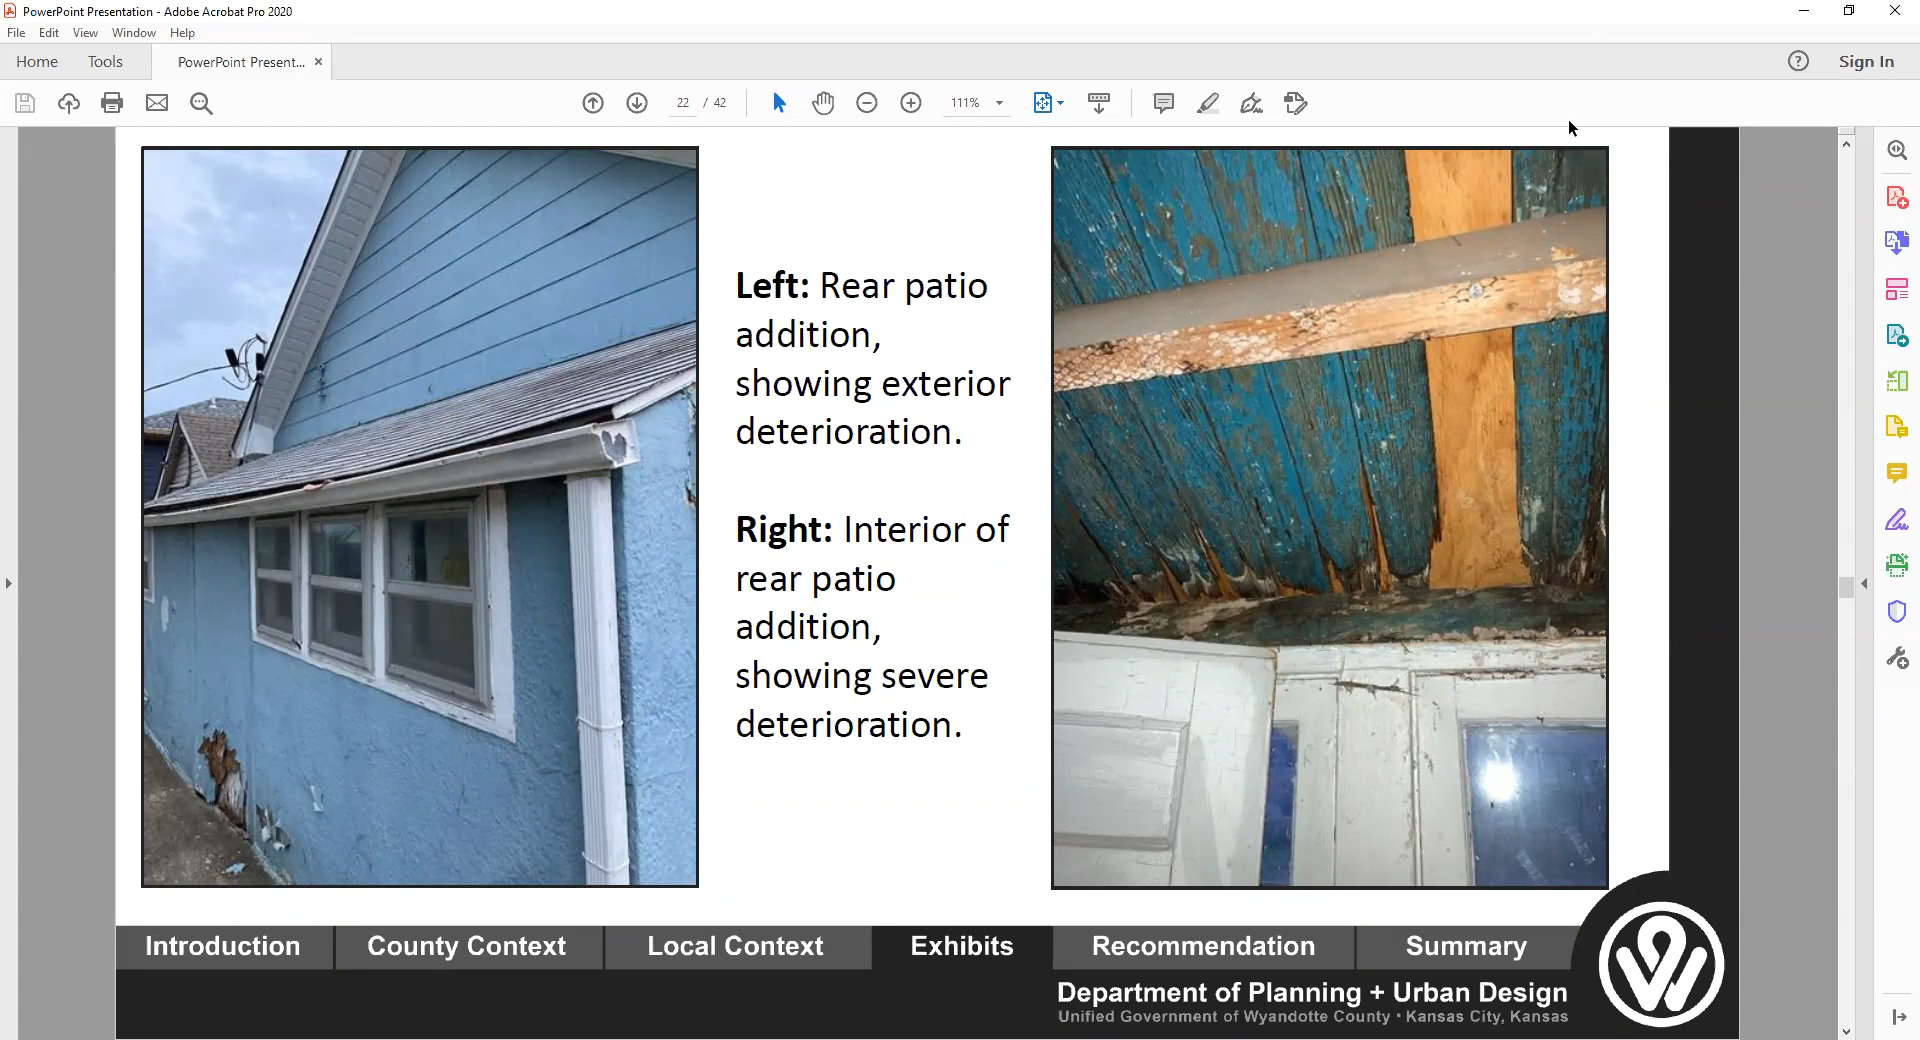 PowerPoint Presentation - Adobe Acrobat Pro 2020
File Edit View Window Help
Home Tools PowerPoint Present... Sign In
22 / 42 111%
Left: Rear patio
addition,
showing exterior
deterioration.
Right: Interior of
rear patio
addition,
showing severe
deterioration.
Introduction County Context Local Context Exhibits Recommendation Summary
Department of Planning + Urban Design
Unified Government of Wyandotte County • Kansas City, Kansas